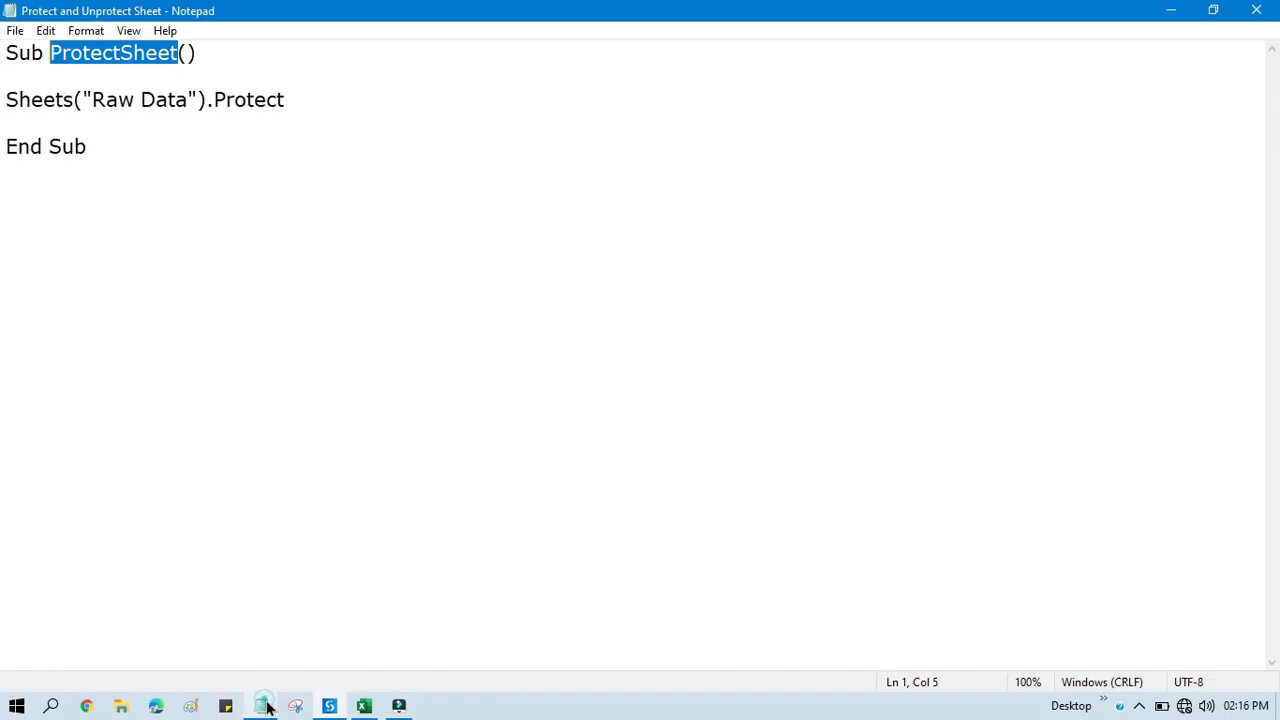 Protect and Unprotect Sheet - Notepad
File Edit Format View Help
Sub ProtectSheet()
Sheets("Raw Data").Protect
End Sub
Ln 1, Col 5 100% Windows (CRLF) UTF-8
Desktop 02:16 PM